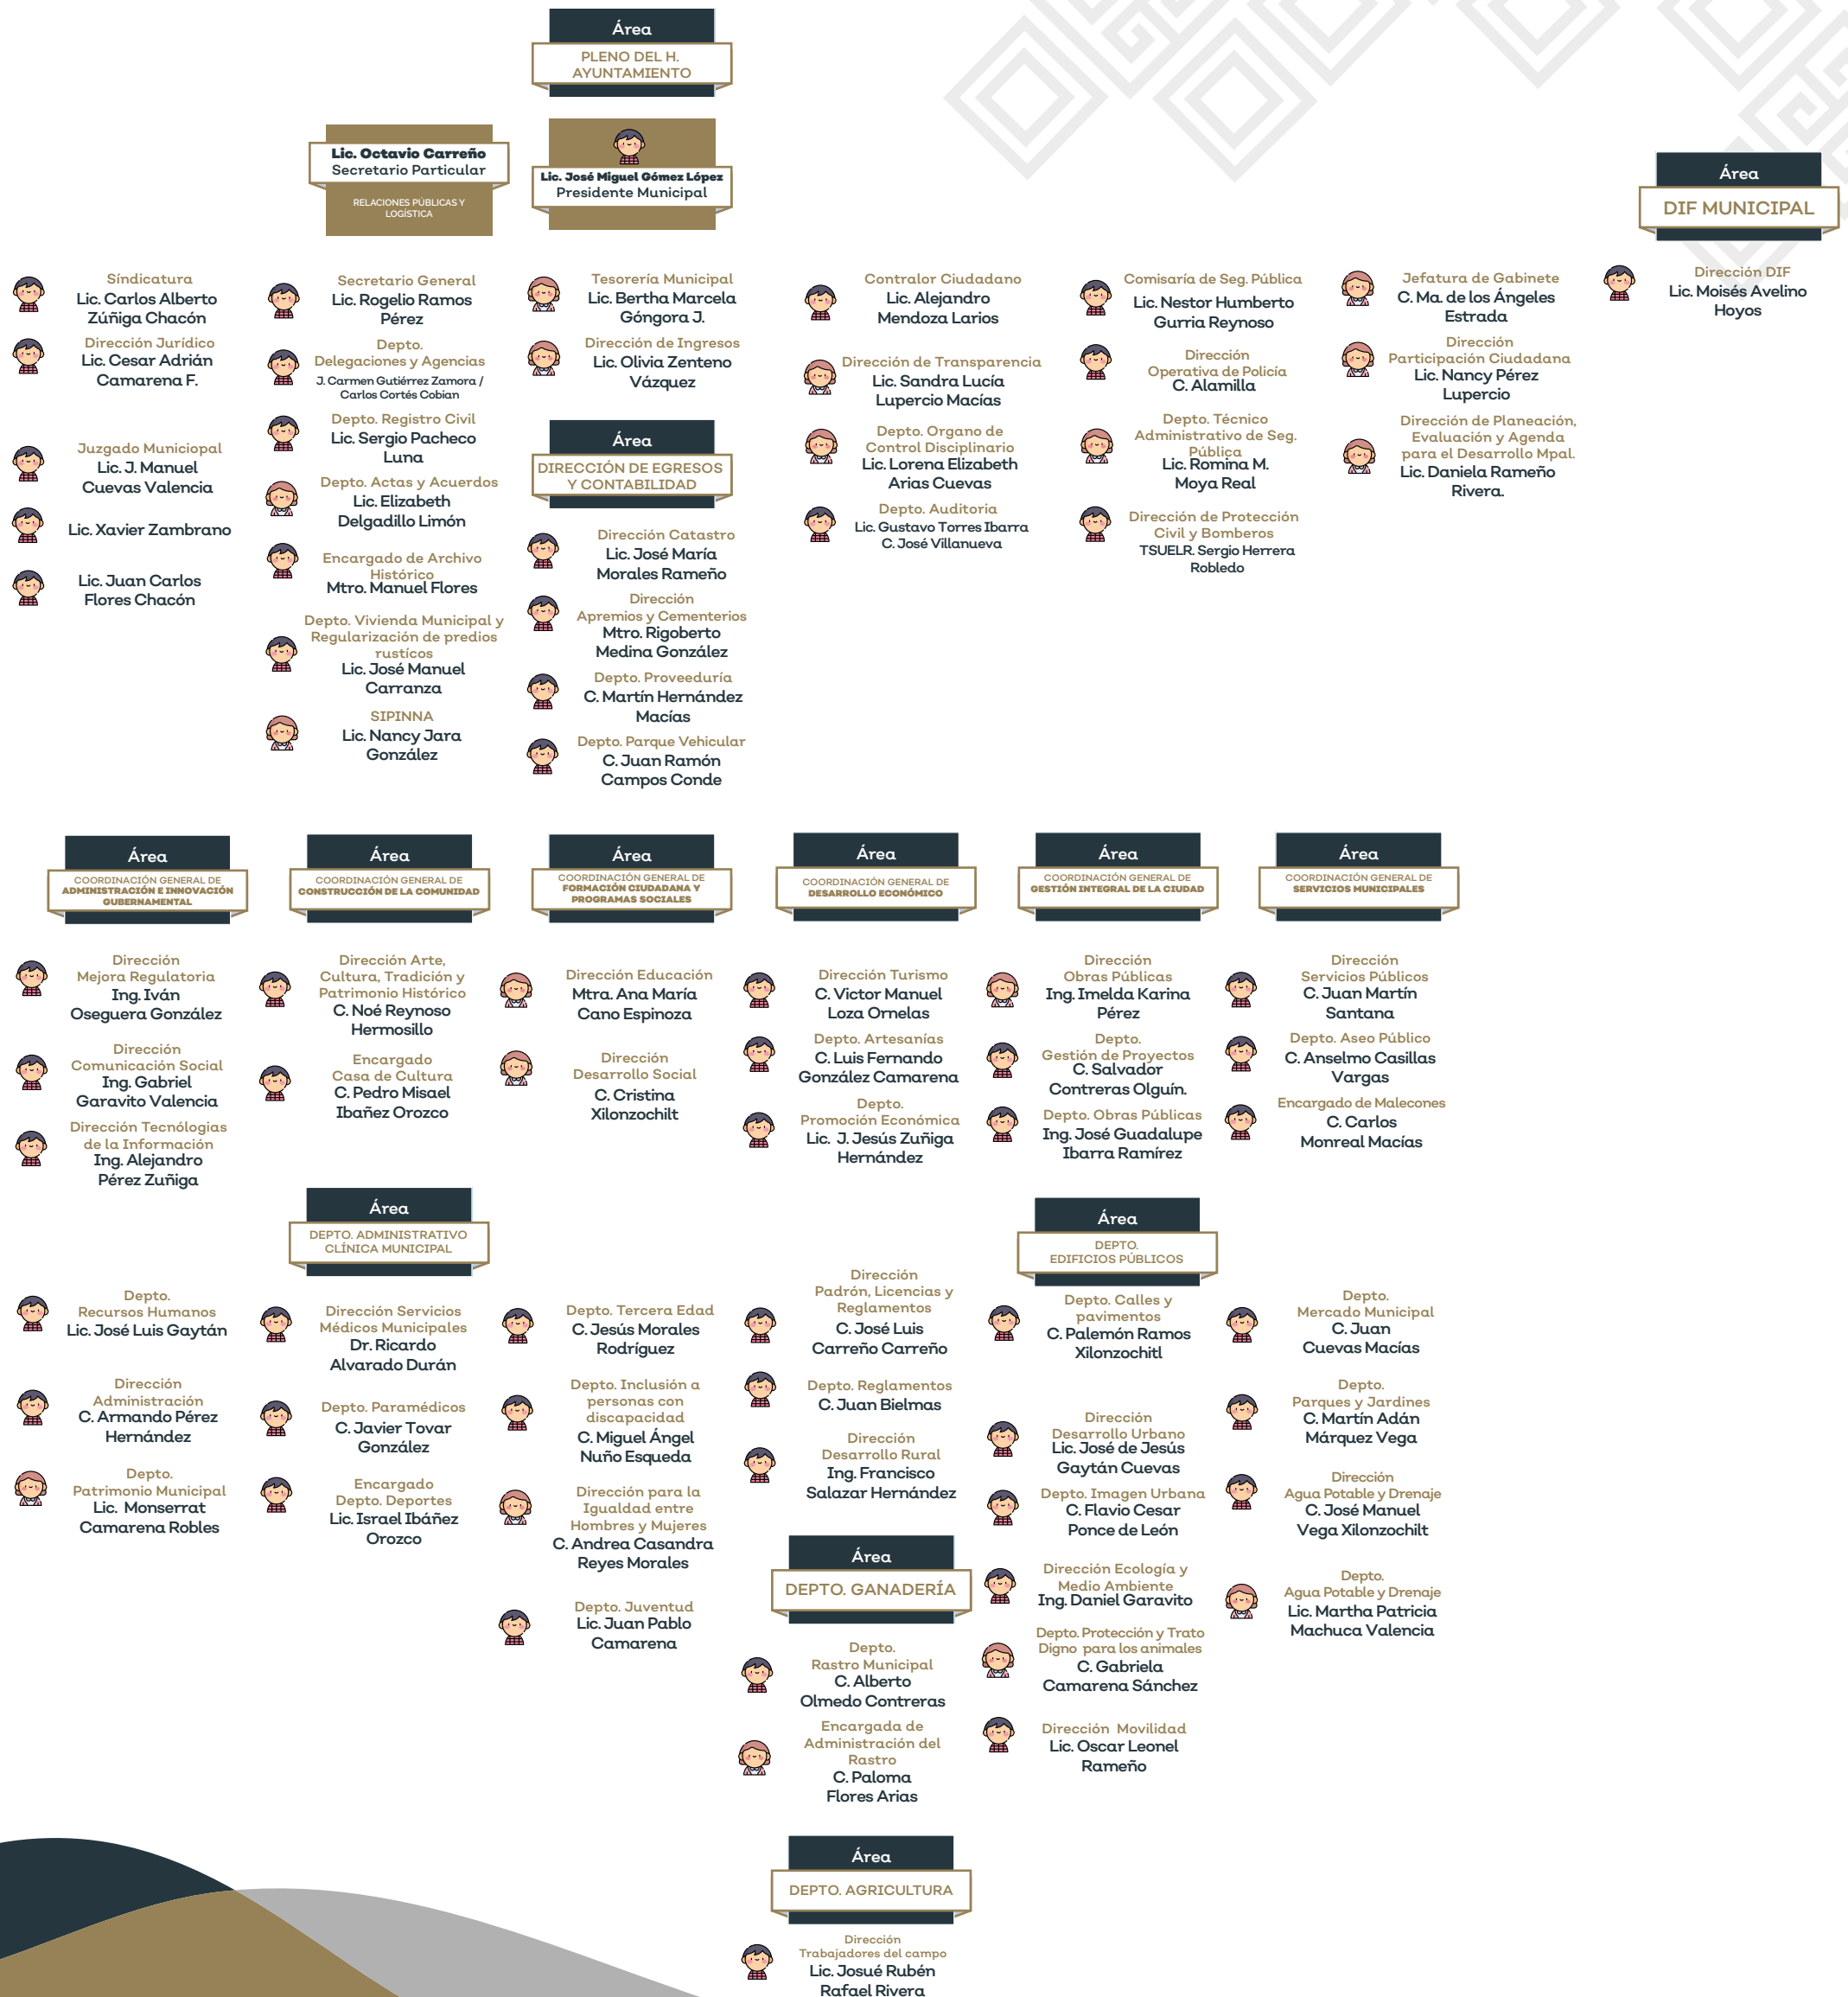 Área
PLENO DEL H.
AYUNTAMIENTO
Lic. Octavio Carreño
Secretario Particular
RELACIONES PÚBLICAS Y
LOGÍSTICA
Lic. José Miguel Gómez López
Presidente Municipal
Área
DIF MUNICIPAL
Síndicatura
Lic. Carlos Alberto
Zúñiga Chacón
Dirección Jurídico
Lic. Cesar Adrián
Camarena F.
Juzgado Municiopal
Lic. J. Manuel
Cuevas Valencia
Lic. Xavier Zambrano
Lic. Juan Carlos
Flores Chacón
Secretario General
Lic. Rogelio Ramos
Pérez
Depto.
Delegaciones y Agencias
J. Carmen Gutiérrez Zamora /
Carlos Cortés Cobian
Depto. Registro Civil
Lic. Sergio Pacheco
Luna
Depto. Actas y Acuerdos
Lic. Elizabeth
Delgadillo Limón
Encargado de Archivo
Histórico
Mtro. Manuel Flores
Depto. Vivienda Municipal y
Regularización de predios
rustícos
Lic. José Manuel
Carranza
SIPINNA
Lic. Nancy Jara
González
Tesorería Municipal
Lic. Bertha Marcela
Góngora J.
Dirección de Ingresos
Lic. Olivia Zenteno
Vázquez
Área
DIRECCIÓN DE EGRESOS
Y CONTABILIDAD
Dirección Catastro
Lic. José María
Morales Rameño
Dirección
Apremios y Cementerios
Mtro. Rigoberto
Medina González
Depto. Proveeduría
C. Martín Hernández
Macías
Depto. Parque Vehicular
C. Juan Ramón
Campos Conde
Contralor Ciudadano
Lic. Alejandro
Mendoza Larios
Dirección de Transparencia
Lic. Sandra Lucía
Lupercio Macías
Depto. Organo de
Control Disciplinario
Lic. Lorena Elizabeth
Arias Cuevas
Depto. Auditoria
Lic. Gustavo Torres Ibarra
C. José Villanueva
Comisaría de Seg. Pública
Lic. Nestor Humberto
Gurria Reynoso
Dirección
Operativa de Policía
C. Alamilla
Depto. Técnico
Administrativo de Seg.
Pública
Lic. Romina M.
Moya Real
Dirección de Protección
Civil y Bomberos
TSUELR. Sergio Herrera
Robledo
Jefatura de Gabinete
C. Ma. de los Ángeles
Estrada
Dirección
Participación Ciudadana
Lic. Nancy Pérez
Lupercio
Dirección de Planeación,
Evaluación y Agenda
para el Desarrollo Mpal.
Lic. Daniela Rameño
Rivera.
Dirección DIF
Lic. Moisés Avelino
Hoyos
Área
COORDINACIÓN GENERAL DE
ADMINISTRACIÓN E INNOVACIÓN
GUBERNAMENTAL
Dirección
Mejora Regulatoria
Ing. Iván
Oseguera González
Dirección
Comunicación Social
Ing. Gabriel
Garavito Valencia
Dirección Tecnólogias
de la Información
Ing. Alejandro
Pérez Zuñiga
Depto.
Recursos Humanos
Lic. José Luis Gaytán
Dirección
Administración
C. Armando Pérez
Hernández
Depto.
Patrimonio Municipal
Lic. Monserrat
Camarena Robles
Área
COORDINACIÓN GENERAL DE
CONSTRUCCIÓN DE LA COMUNIDAD
Dirección Arte,
Cultura, Tradición y
Patrimonio Histórico
C. Noé Reynoso
Hermosillo
Encargado
Casa de Cultura
C. Pedro Misael
Ibañez Orozco
Área
DEPTO. ADMINISTRATIVO
CLÍNICA MUNICIPAL
Dirección Servicios
Médicos Municipales
Dr. Ricardo
Alvarado Durán
Depto. Paramédicos
C. Javier Tovar
González
Encargado
Depto. Deportes
Lic. Israel Ibáñez
Orozco
Área
COORDINACIÓN GENERAL DE
FORMACIÓN CIUDADANA Y
PROGRAMAS SOCIALES
Dirección Educación
Mtra. Ana María
Cano Espinoza
Dirección
Desarrollo Social
C. Cristina
Xilonzochilt
Depto. Tercera Edad
C. Jesús Morales
Rodríguez
Depto. Inclusión a
personas con
discapacidad
C. Miguel Ángel
Nuño Esqueda
Dirección para la
Igualdad entre
Hombres y Mujeres
C. Andrea Casandra
Reyes Morales
Depto. Juventud
Lic. Juan Pablo
Camarena
Área
COORDINACIÓN GENERAL DE
DESARROLLO ECONÓMICO
Dirección Turismo
C. Victor Manuel
Loza Ornelas
Depto. Artesanías
C. Luis Fernando
González Camarena
Depto.
Promoción Económica
Lic. J. Jesús Zuñiga
Hernández
Dirección
Padrón, Licencias y
Reglamentos
C. José Luis
Carreño Carreño
Depto. Reglamentos
C. Juan Bielmas
Dirección
Desarrollo Rural
Ing. Francisco
Salazar Hernández
Área
DEPTO. GANADERÍA
Depto.
Rastro Municipal
C. Alberto
Olmedo Contreras
Encargada de
Administración del
Rastro
C. Paloma
Flores Arias
Área
DEPTO. AGRICULTURA
Dirección
Trabajadores del campo
Lic. Josué Rubén
Rafael Rivera
Área
COORDINACIÓN GENERAL DE
GESTIÓN INTEGRAL DE LA CIUDAD
Dirección
Obras Públicas
Ing. Imelda Karina
Pérez
Depto.
Gestión de Proyectos
C. Salvador
Contreras Olguín.
Depto. Obras Públicas
Ing. José Guadalupe
Ibarra Ramírez
Área
DEPTO.
EDIFICIOS PÚBLICOS
Depto. Calles y
pavimentos
C. Palemón Ramos
Xilonzochitl
Dirección
Desarrollo Urbano
Lic. José de Jesús
Gaytán Cuevas
Depto. Imagen Urbana
C. Flavio Cesar
Ponce de León
Dirección Ecología y
Medio Ambiente
Ing. Daniel Garavito
Depto. Protección y Trato
Digno para los animales
C. Gabriela
Camarena Sánchez
Dirección Movilidad
Lic. Oscar Leonel
Rameño
Área
COORDINACIÓN GENERAL DE
SERVICIOS MUNICIPALES
Dirección
Servicios Públicos
C. Juan Martín
Santana
Depto. Aseo Público
C. Anselmo Casillas
Vargas
Encargado de Malecones
C. Carlos
Monreal Macías
Depto.
Mercado Municipal
C. Juan
Cuevas Macías
Depto.
Parques y Jardines
C. Martín Adán
Márquez Vega
Dirección
Agua Potable y Drenaje
C. José Manuel
Vega Xilonzochilt
Depto.
Agua Potable y Drenaje
Lic. Martha Patricia
Machuca Valencia